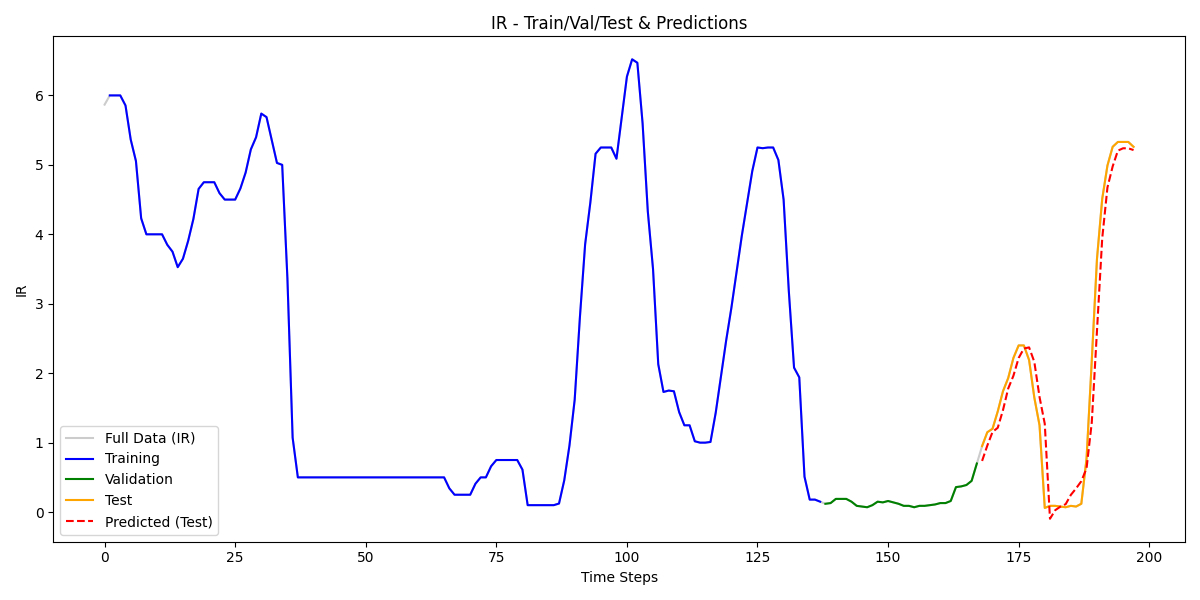 IR - Train/Val/Test & Predictions
IR
6
5
4
3
2
1
0
Full Data (IR)
Training
Validation
Test
Predicted (Test)
0 25 50 75 100 125 150 175 200
Time Steps